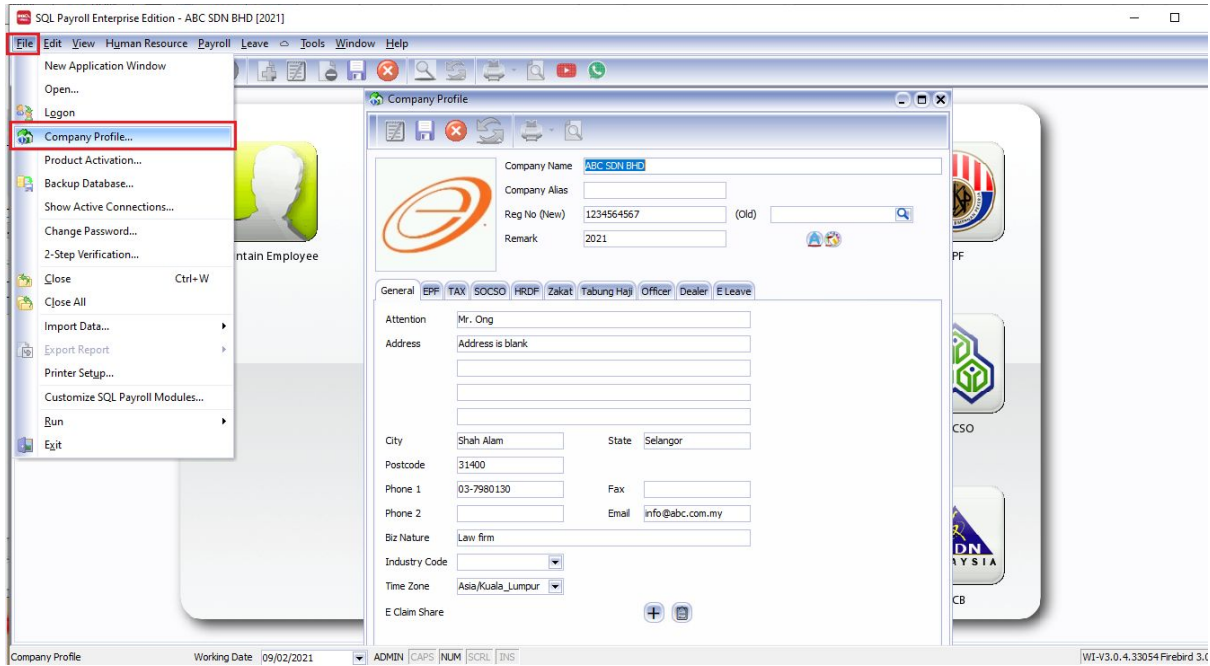 SQL Payroll Enterprise Edition - ABC SDN BHD [2021]
File Edit View Human Resource Payroll Leave Tools Window Help
New Application Window
Open...
Logon
Company Profile...
Product Activation...
Backup Database...
Show Active Connections...
Change Password...
2-Step Verification...
Close Ctrl+W
Close All
Import Data...
Export Report
Printer Setup...
Customize SQL Payroll Modules...
Run
Exit
ntain Employee
Company Profile
Company Name ABC SDN BHD
Company Alias
Reg No (New) 1234564567 (Old)
Remark 2021
General EPF TAX SOCSO HRDF Zakat Tabung Haji Officer Dealer E Leave
Attention Mr. Ong
Address Address is blank
City Shah Alam State Selangor
Postcode 31400
Phone 1 03-7980130 Fax
Phone 2 Email info@abc.com.my
Biz Nature Law firm
Industry Code
Time Zone Asia/Kuala_Lumpur
E Claim Share
PF
CSO
DN
AYSIA
CB
Company Profile Working Date 09/02/2021 ADMIN CAPS NUM SCRL INS WI-V3.0.4.33054 Firebird 3.0